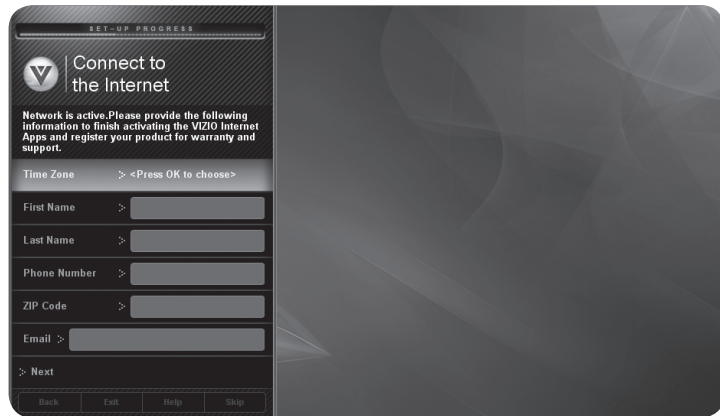 SET-UP PROGRESS
V
Connect to
the Internet
Network is active.Please provide the following
information to finish activating the VIZIO Internet
Apps and register your product for warranty and
support.
Time Zone <Press OK to choose>
First Name
Last Name
Phone Number
ZIP Code
Email
Next
Back Exit Help Skip